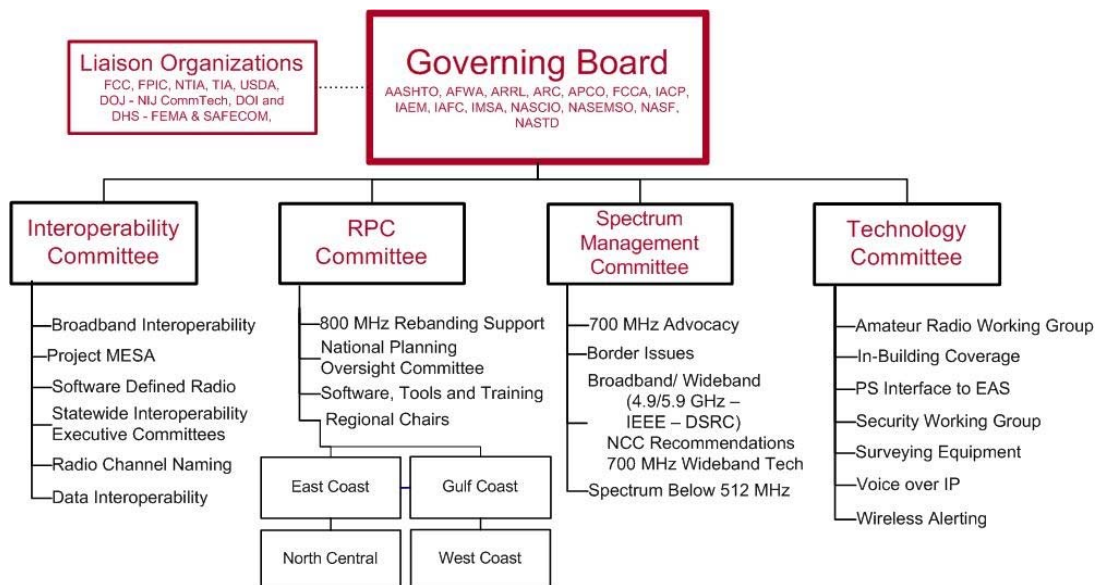 Liaison Organizations
FCC, FPIC, NTIA, TIA, USDA,
DOJ - NIJ CommTech, DOI and
DHS - FEMA & SAFECOM,
Governing Board
AASHTO, AFWA, ARRL, ARC, APCO, FCCA, IACP,
IAEM, IAFC, IMSA, NASCIO, NASEMSO, NASF,
NASTD
Interoperability
Committee
Broadband Interoperability
Project MESA
Software Defined Radio
Statewide Interoperability
Executive Committees
Radio Channel Naming
Data Interoperability
RPC
Committee
800 MHz Rebanding Support
National Planning
Oversight Committee
Software, Tools and Training
Regional Chairs
East Coast
Gulf Coast
North Central
West Coast
Spectrum
Management
Committee
700 MHz Advocacy
Border Issues
Broadband/ Wideband
(4.9/5.9 GHz –
IEEE – DSRC)
NCC Recommendations
700 MHz Wideband Tech
Spectrum Below 512 MHz
Technology
Committee
Amateur Radio Working Group
In-Building Coverage
PS Interface to EAS
Security Working Group
Surveying Equipment
Voice over IP
Wireless Alerting